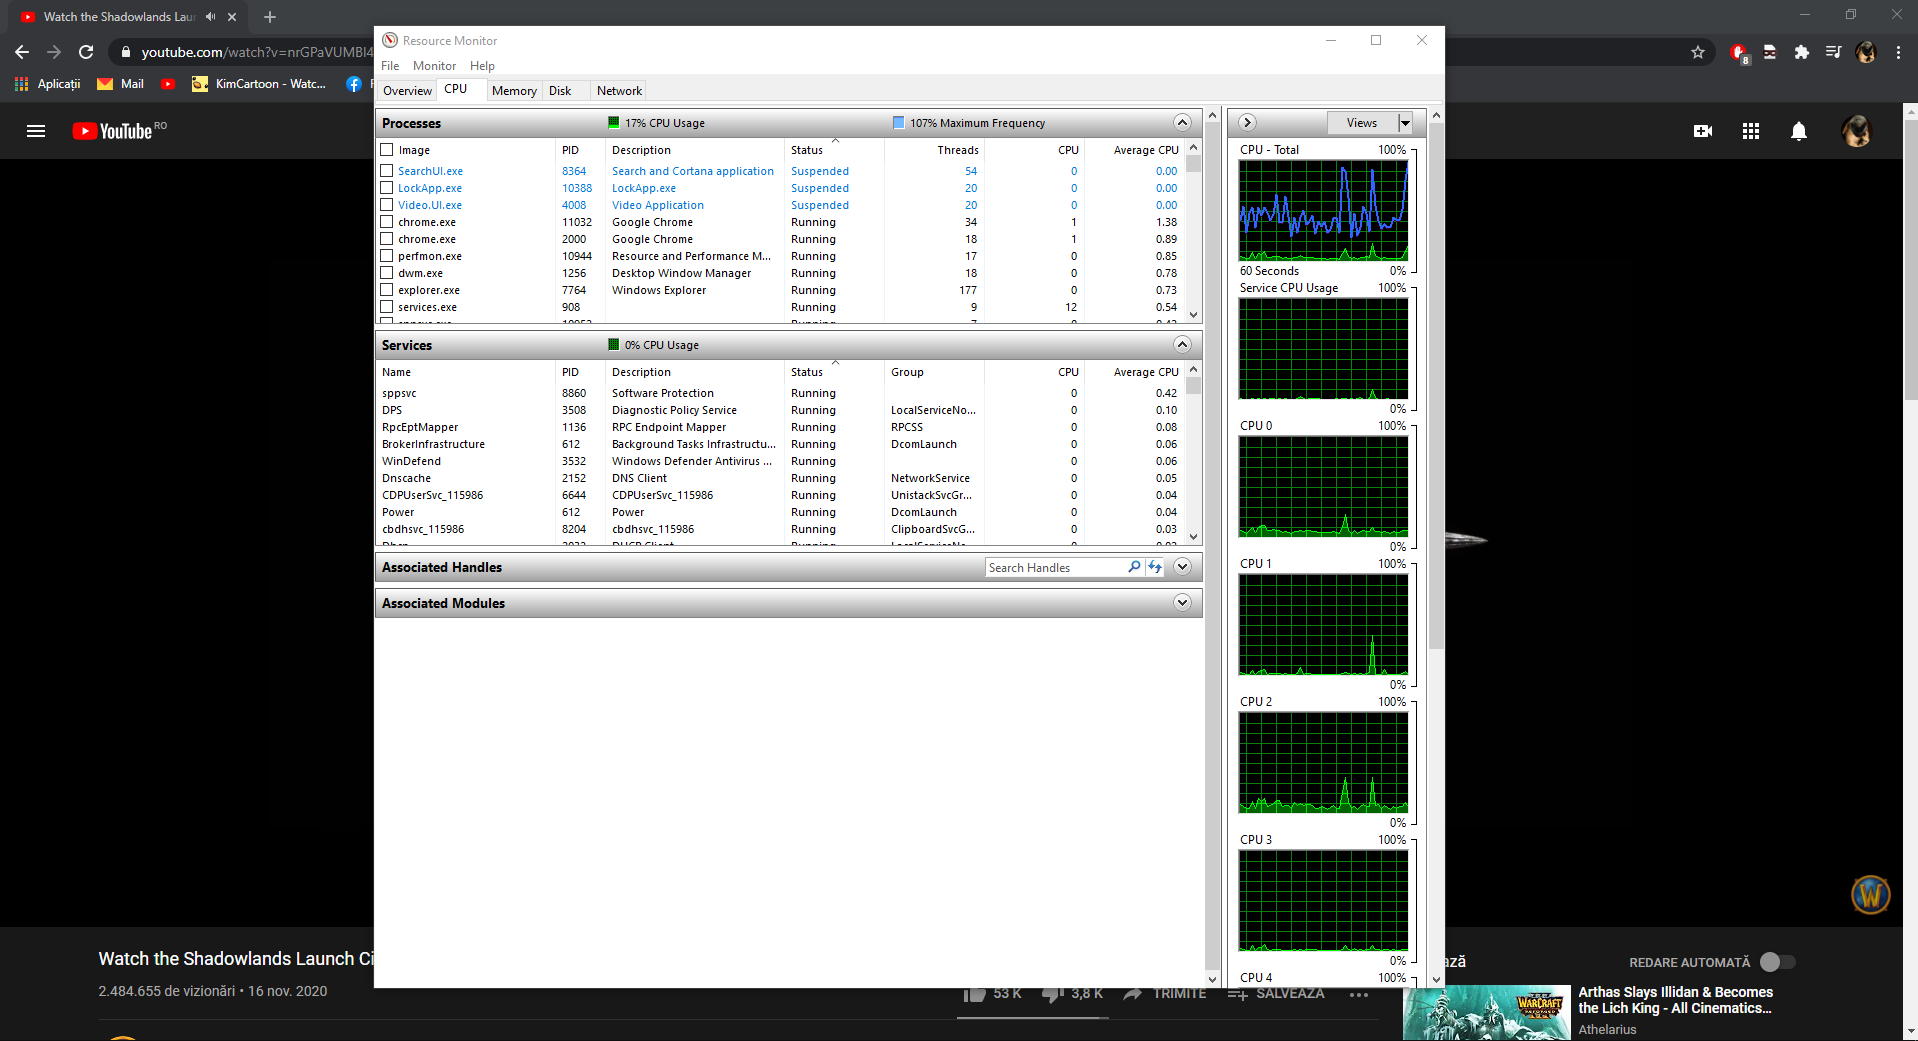 Watch the Shadowlands Lau
youtube.com/watch?v=nrGPaVUMBI4
8
Aplicații Mail KimCartoon - Watc...
YouTube RO
Resource Monitor
File Monitor Help
Overview CPU Memory Disk Network
Processes 17% CPU Usage 107% Maximum Frequency
Image PID Description Status Threads CPU Average CPU
SearchUI.exe 8364 Search and Cortana application Suspended 54 0 0.00
LockApp.exe 10388 LockApp.exe Suspended 20 0 0.00
Video.UI.exe 4008 Video Application Suspended 20 0 0.00
chrome.exe 11032 Google Chrome Running 34 1 1.38
chrome.exe 2000 Google Chrome Running 18 1 0.89
perfmon.exe 10944 Resource and Performance M... Running 17 0 0.85
dwm.exe 1256 Desktop Window Manager Running 18 0 0.78
explorer.exe 7764 Windows Explorer Running 177 0 0.73
services.exe 908 Running 9 12 0.54
Services 0% CPU Usage
Name PID Description Status Group CPU Average CPU
sppsvc 8860 Software Protection Running 0 0.42
DPS 3508 Diagnostic Policy Service Running LocalServiceNo... 0 0.10
RpcEptMapper 1136 RPC Endpoint Mapper Running RPCSS 0 0.08
BrokerInfrastructure 612 Background Tasks Infrastructu... Running DcomLaunch 0 0.06
WinDefend 3532 Windows Defender Antivirus ... Running 0 0.06
Dnscache 2152 DNS Client Running NetworkService 0 0.05
CDPUserSvc_115986 6644 CDPUserSvc_115986 Running UnistackSvcGr... 0 0.04
Power 612 Power Running DcomLaunch 0 0.04
cbdhsvc_115986 8204 cbdhsvc_115986 Running ClipboardSvcG... 0 0.03
Associated Handles Search Handles
Associated Modules
Views
CPU - Total 100%
60 Seconds 0%
Service CPU Usage 100%
0%
CPU 0 100%
0%
CPU 1 100%
0%
CPU 2 100%
0%
CPU 3 100%
0%
CPU 4 100%
W
Watch the Shadowlands Launch Ci
2.484.655 de vizionări • 16 nov. 2020
53 K 3,8 K TRIMITE SALVEAZĂ
ază REDARE AUTOMATĂ
WARCRAFT
Arthas Slays Illidan & Becomes
the Lich King - All Cinematics...
Athelarius